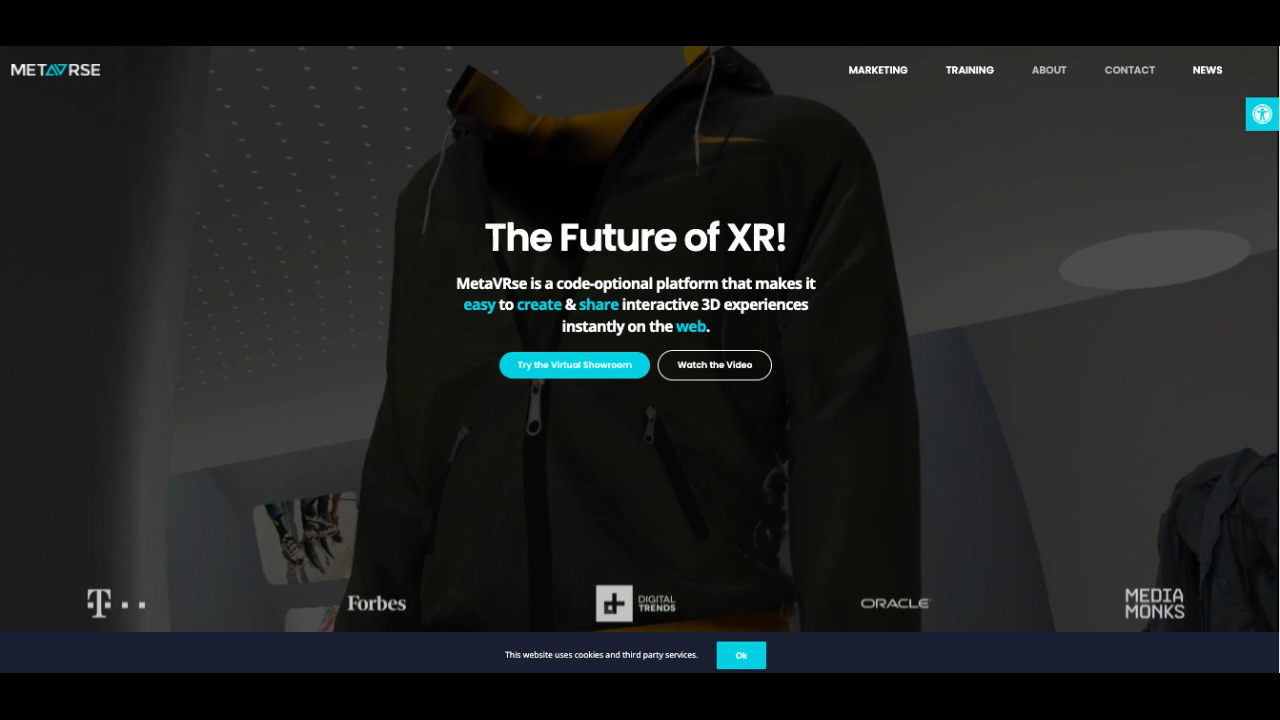 METAVRSE
MARKETING
TRAINING
ABOUT
CONTACT
NEWS
The Future of XR!
MetaVRse is a code-optional platform that makes it
easy to create & share interactive 3D experiences
instantly on the web.
Try the Virtual Showroom
Watch the Video
T
Forbes
DIGITAL
TRENDS
ORACLE
MEDIA
MONKS
This website uses cookies and third party services.
Ok